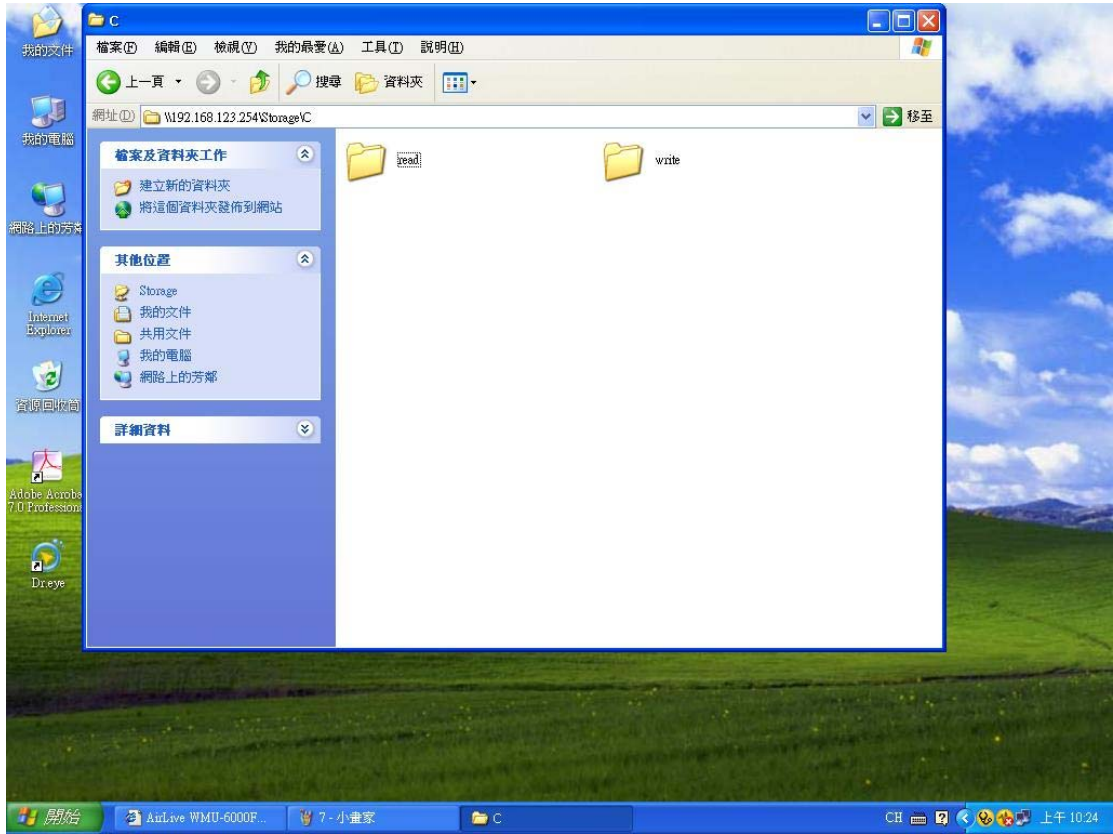 C
檔案(F) 編輯(E) 檢視(V) 我的最愛(A) 工具(T) 說明(H)
上一頁 搜尋 資料夾
網址(D) \\192.168.123.254\Storage\C 移至
檔案及資料夾工作
建立新的資料夾
將這個資料夾發佈到網站
其他位置
Storage
我的文件
共用文件
我的電腦
網路上的芳鄰
詳細資料
read write
我的文件
我的電腦
網路上的芳鄰
Internet
Explorer
資源回收筒
Adobe Acroba
7.0 Profession
Dr.eye
開始 AirLive WMU-6000F... 7 - 小畫家 C CH 上午 10:24